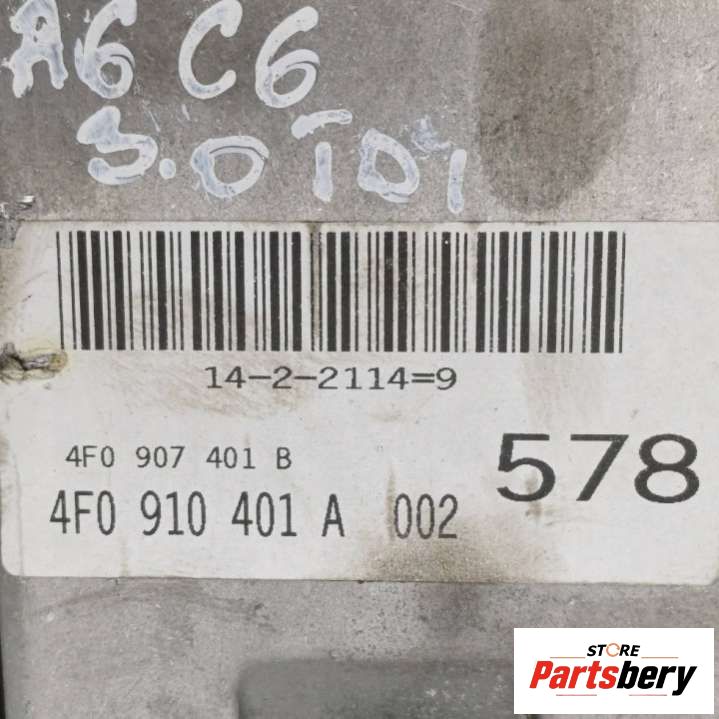 A6 C6
3.0 TDI
14-2-2114=9
4F0 907 401 B
578
4F0 910 401 A 002
STORE
Partsbery